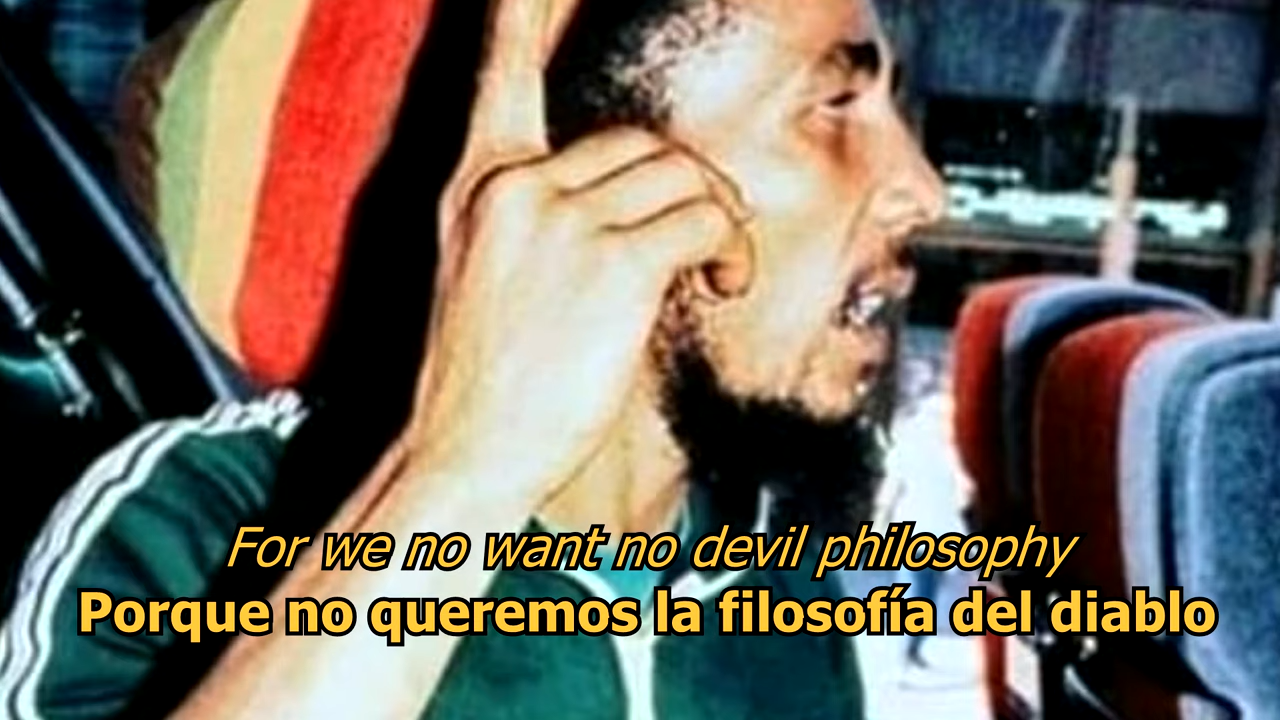 For we no want no devil philosophy
Porque no queremos la filosofía del diablo